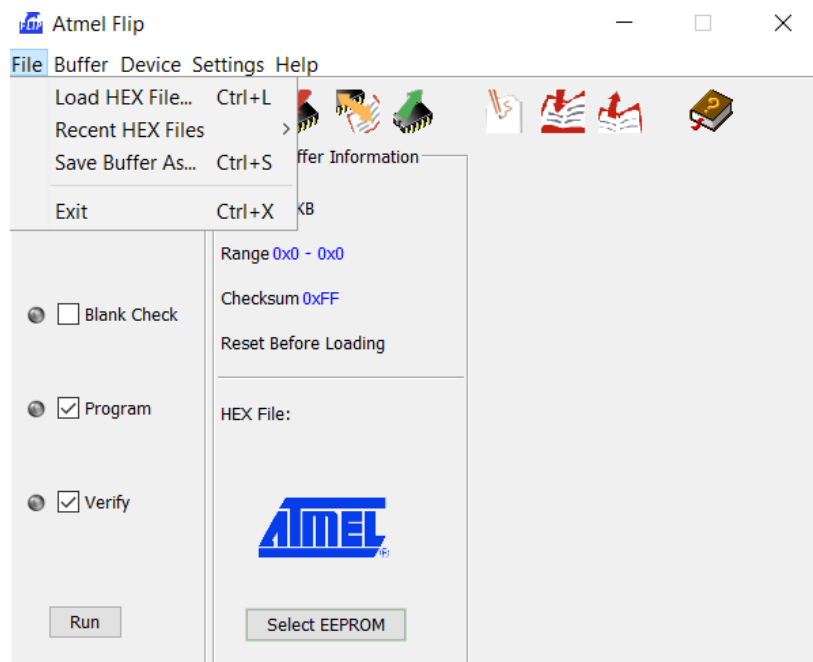 Atmel Flip
File Buffer Device Settings Help
Load HEX File... Ctrl+L
Recent HEX Files >
Save Buffer As... Ctrl+S
Exit Ctrl+X
ffer Information
KB
Range 0x0 - 0x0
Checksum 0xFF
Reset Before Loading
HEX File:
Blank Check
Program
Verify
ATMEL®
Run
Select EEPROM